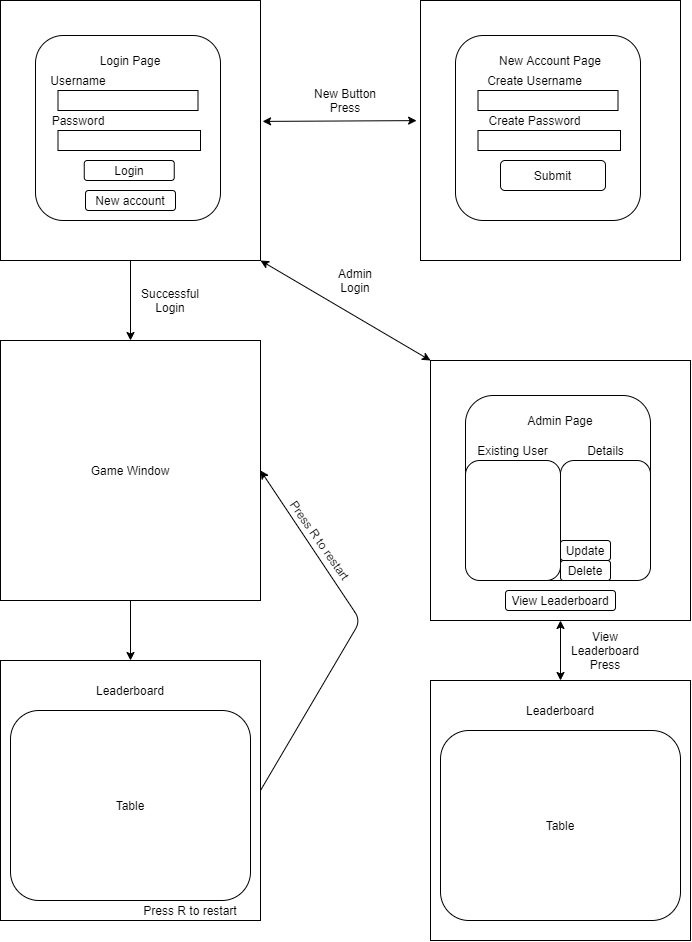 Login Page
Username
Password
Login
New account
New Button
Press
New Account Page
Create Username
Create Password
Submit
Successful
Login
Admin
Login
Game Window
Press R to restart
Admin Page
Existing User
Details
Update
Delete
View Leaderboard
View
Leaderboard
Press
Leaderboard
Table
Press R to restart
Leaderboard
Table